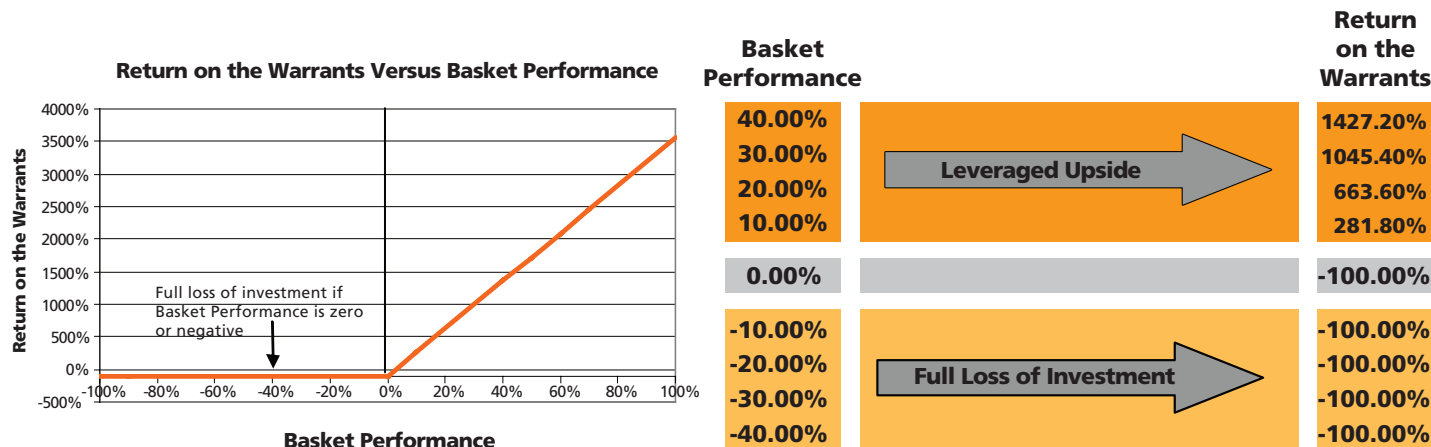 Return on the Warrants Versus Basket Performance
Return on the Warrants
4000%
3500%
3000%
2500%
2000%
1500%
1000%
500%
0%
-500%
Full loss of investment if
Basket Performance is zero
or negative
-100% -80% -60% -40% -20% 0% 20% 40% 60% 80% 100%
Basket Performance
Basket
Performance
Return
on the
Warrants
40.00%
30.00%
20.00%
10.00%
Leveraged Upside
1427.20%
1045.40%
663.60%
281.80%
0.00%
-100.00%
-10.00%
-20.00%
-30.00%
-40.00%
Full Loss of Investment
-100.00%
-100.00%
-100.00%
-100.00%